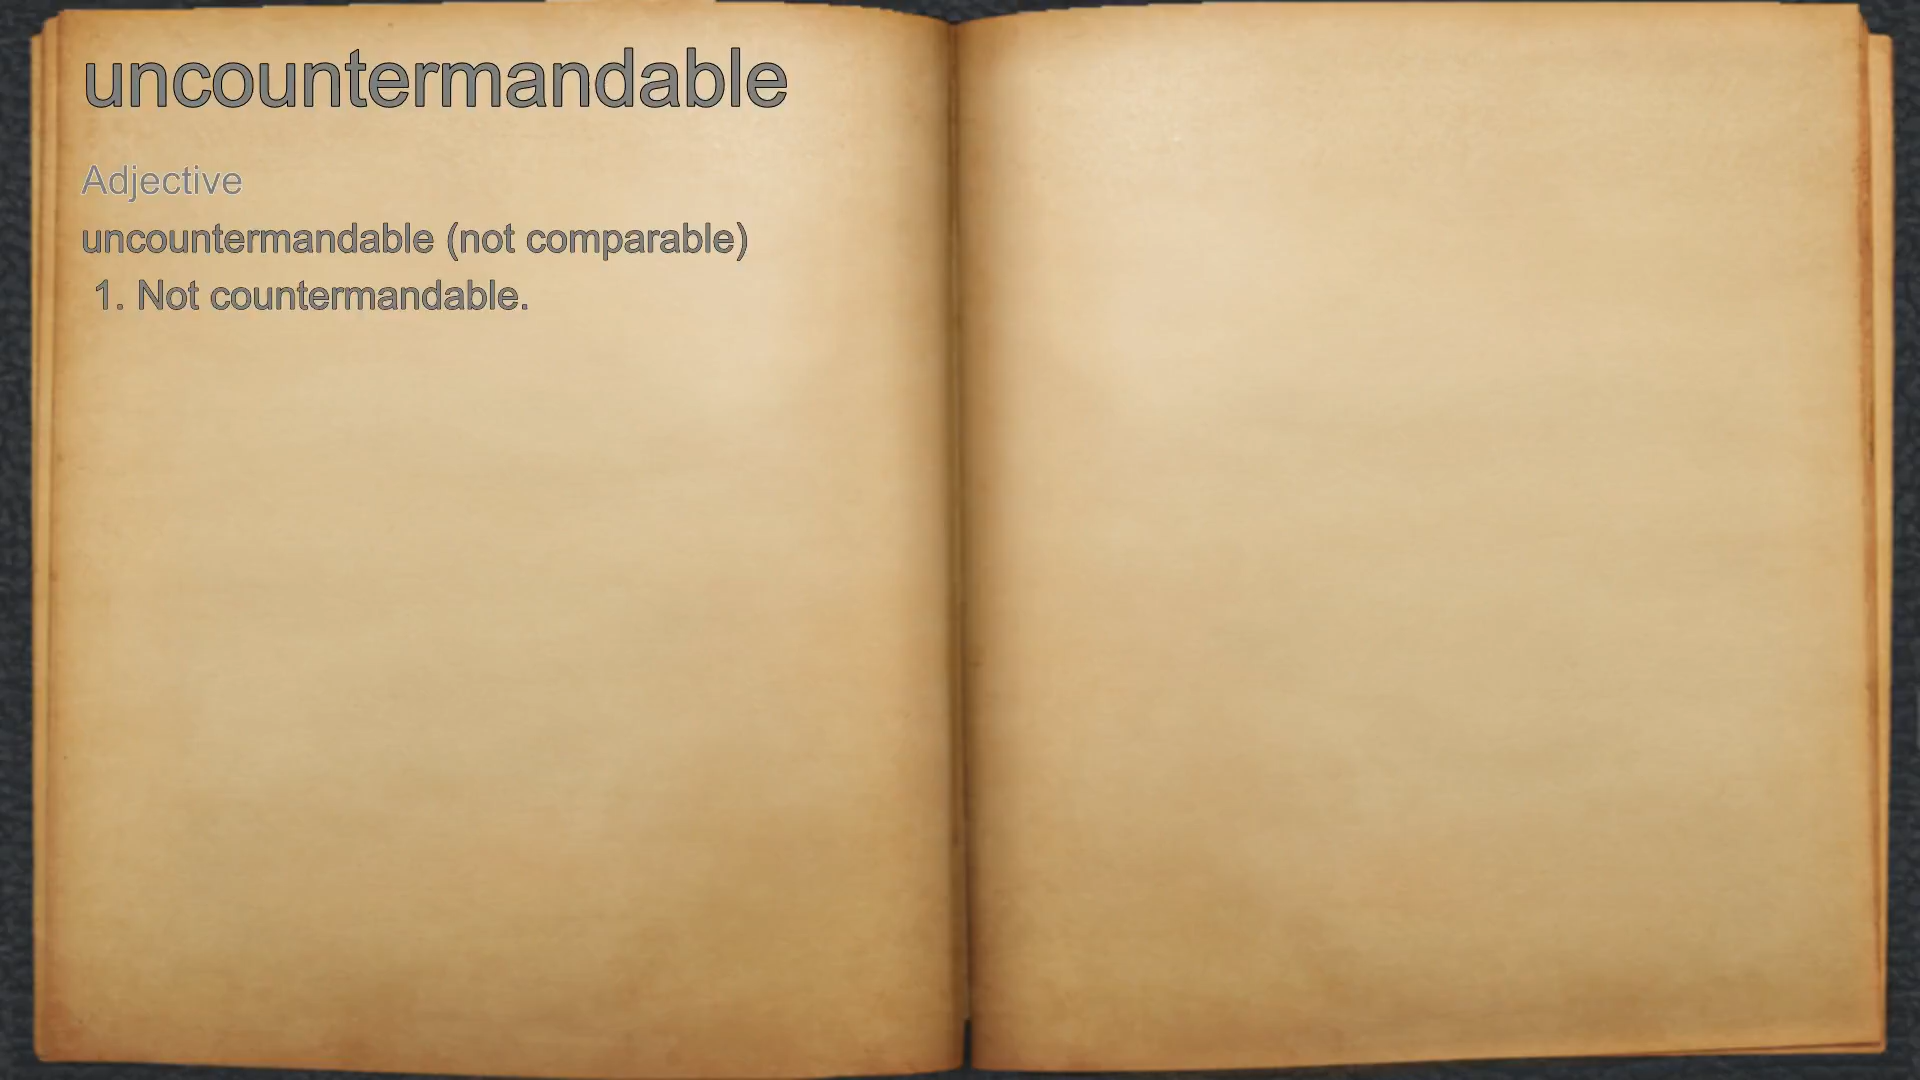 uncountermandable
Adjective
uncountermandable (not comparable)
1. Not countermandable.